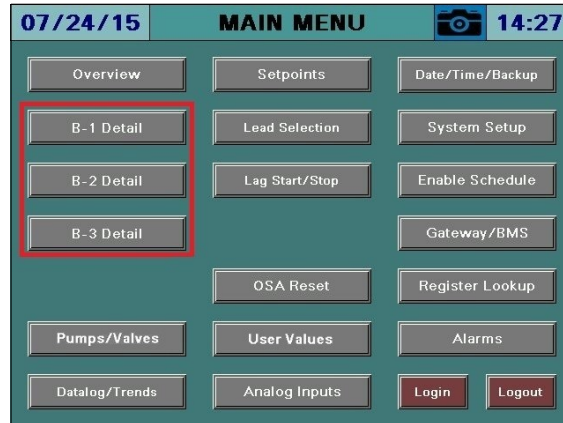 07/24/15 MAIN MENU 14:27
Overview Setpoints Date/Time/Backup
B-1 Detail Lead Selection System Setup
B-2 Detail Lag Start/Stop Enable Schedule
B-3 Detail Gateway/BMS
OSA Reset Register Lookup
Pumps/Valves User Values Alarms
Datalog/Trends Analog Inputs Login Logout